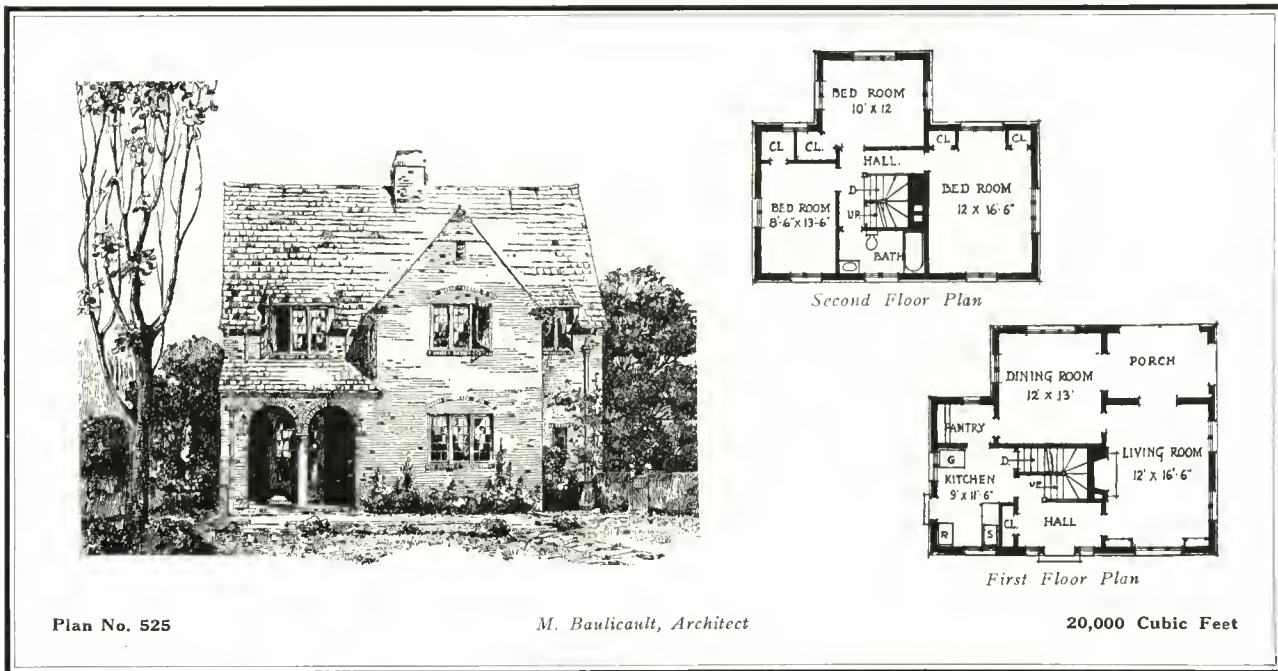 BED ROOM
10' X 12
CL
CL.
HALL.
CL
CL
D
UP
BED ROOM
8'-6" X 13'-6"
BED ROOM
12 X 16'-6"
BATH
Second Floor Plan
PORCH
DINING ROOM
12' X 13'
PANTRY
G
D
UP
LIVING ROOM
12' X 16'-6"
KITCHEN
9' X 11'-6"
CL
HALL
R
S
First Floor Plan
Plan No. 525
M. Baulicault, Architect
20,000 Cubic Feet